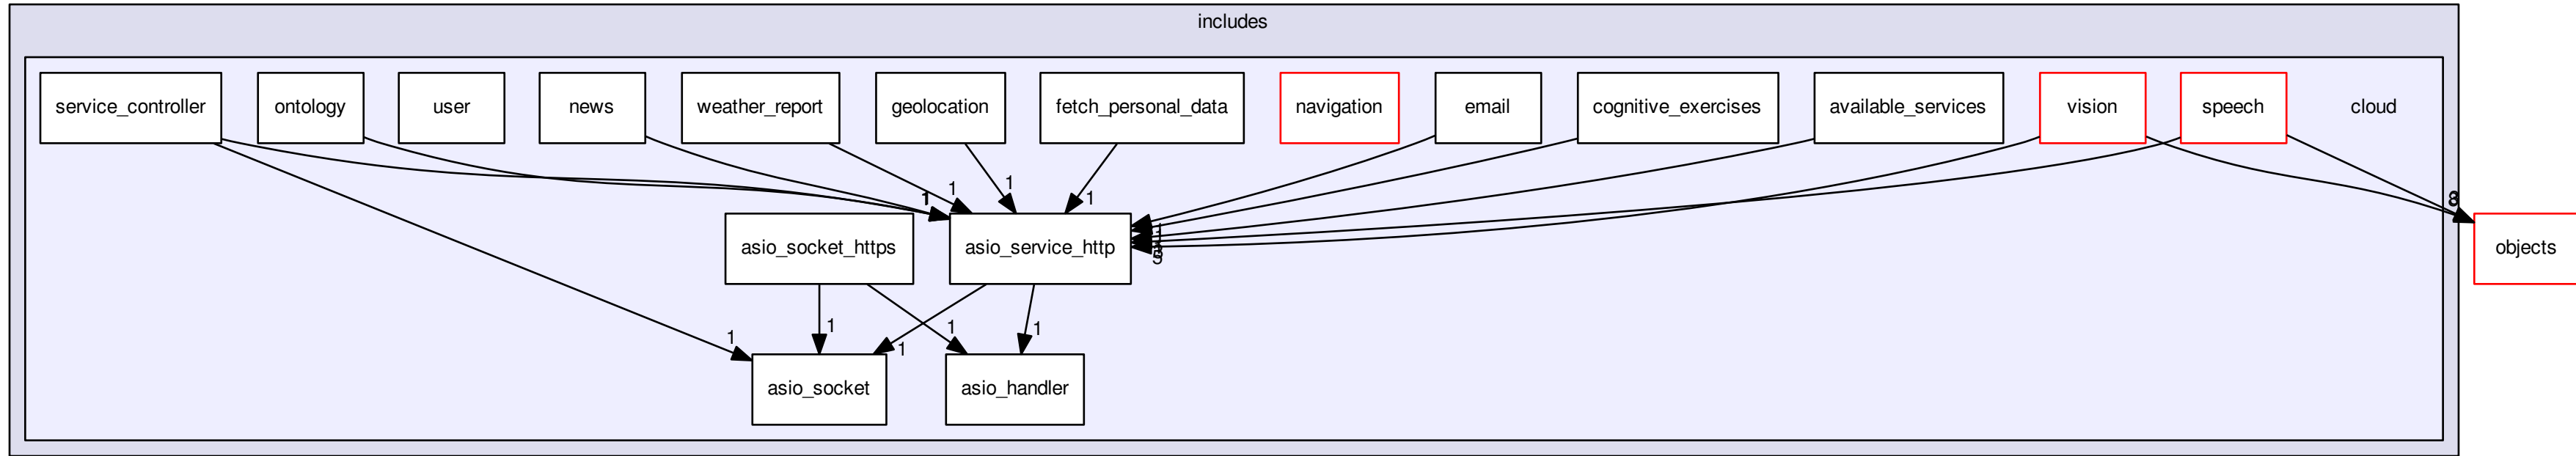 includes
service_controller
ontology
user
news
weather_report
geolocation
fetch_personal_data
navigation
email
cognitive_exercises
available_services
vision
speech
cloud
1
1
1
1
asio_socket_https
asio_service_http
objects
1
1
1
1
1
asio_socket
asio_handler